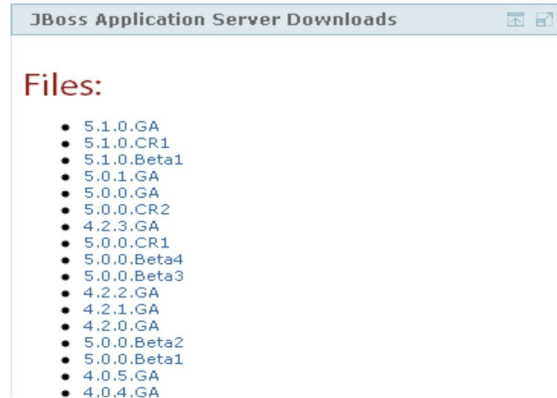 JBoss Application Server Downloads
Files:
5.1.0.GA
5.1.0.CR1
5.1.0.Beta1
5.0.1.GA
5.0.0.GA
5.0.0.CR2
4.2.3.GA
5.0.0.CR1
5.0.0.Beta4
5.0.0.Beta3
4.2.2.GA
4.2.1.GA
4.2.0.GA
5.0.0.Beta2
5.0.0.Beta1
4.0.5.GA
4.0.4.GA